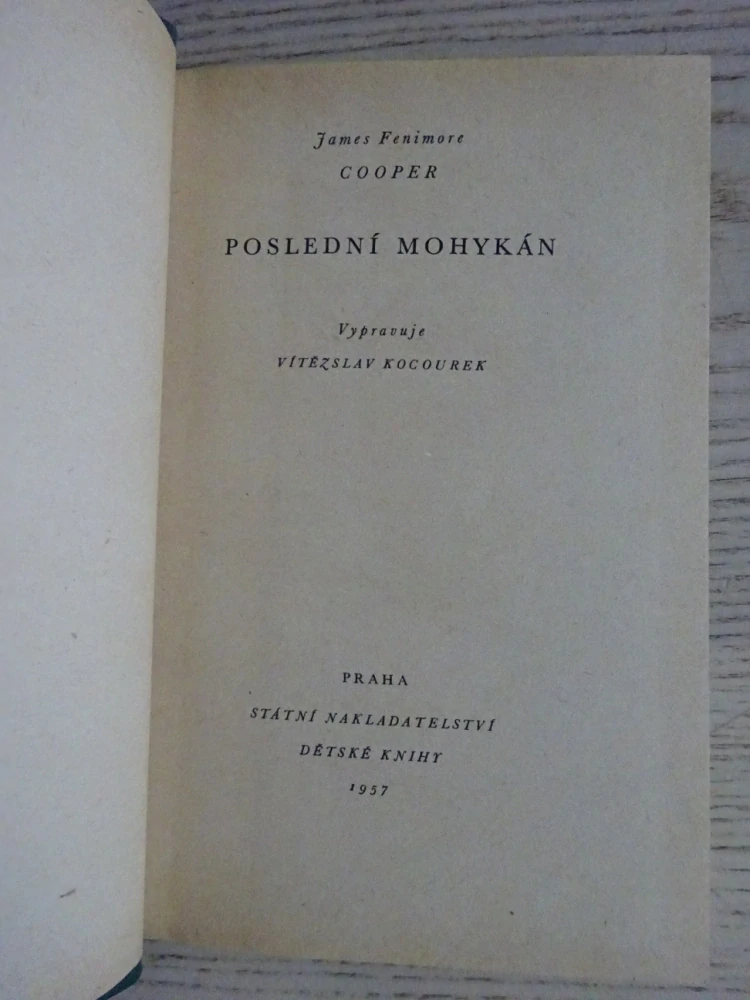 James Fenimore
COOPER
POSLEDNÍ MOHYKÁN
Vypravuje
VÍTĚZSLAV KOCOUREK
PRAHA
STÁTNÍ NAKLADATELSTVÍ
DĚTSKÉ KNIHY
1957